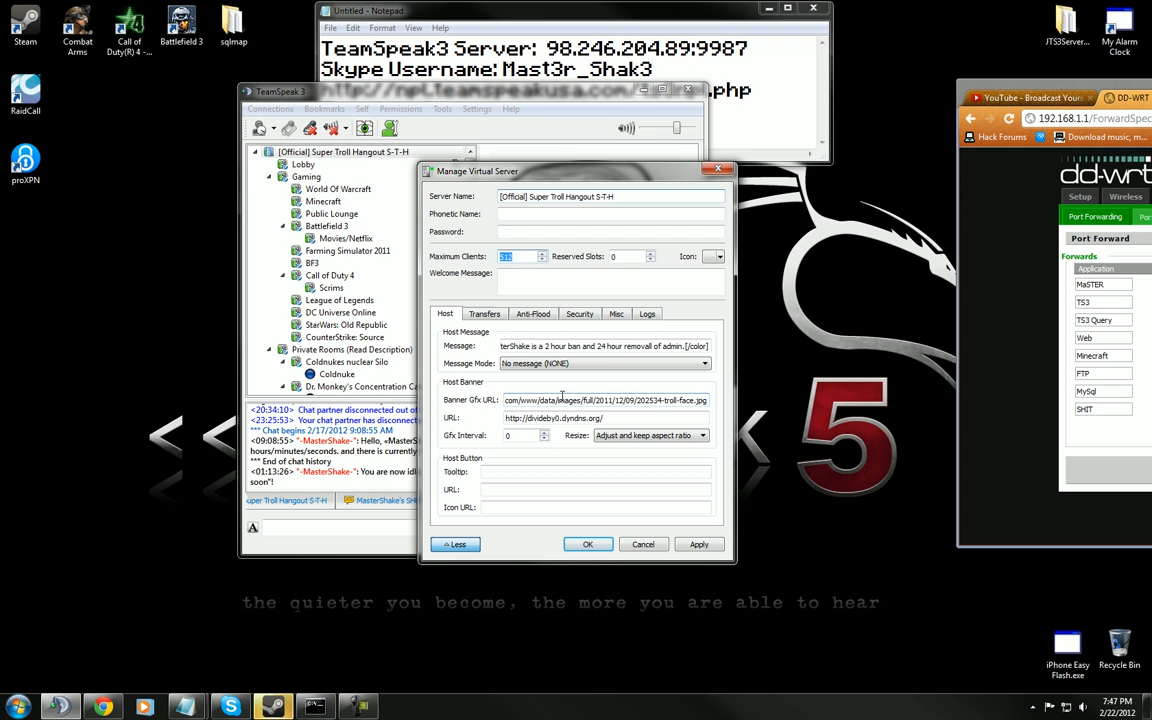 Steam
Combat Arms
Call of Duty(R) 4 - ...
Battlefield 3
sqlmap
RaidCall
proXPN
Untitled - Notepad
File Edit Format View Help
TeamSpeak3 Server: 98.246.204.89:9987
Skype Username: Mast3r_Shak3
.php
TeamSpeak 3
Connections Bookmarks Self Permissions Tools Settings Help
[Official] Super Troll Hangout S-T-H
Lobby
Gaming
World Of Warcraft
Minecraft
Public Lounge
Battlefield 3
Movies/Netflix
Farming Simulator 2011
BF3
Call of Duty 4
Scrims
League of Legends
DC Universe Online
StarWars: Old Republic
CounterStrike: Source
Private Rooms (Read Description)
Coldnukes nuclear Silo
Coldnuke
Dr. Monkey's Concentration Ca
<20:34:10> Chat partner disconnected out of
<23:25:53> Your chat partner has disconnect
*** Chat begins 2/17/2012 9:08:55 AM
<09:08:55> "-MasterShake-": Hello, «MasterS
hours/minutes/seconds. and there is currently
*** End of chat history
<01:13:26> "-MasterShake-": You are now idle
soon"!
uper Troll Hangout S-T-H
MasterShake's SH
Manage Virtual Server
Server Name: [Official] Super Troll Hangout S-T-H
Phonetic Name:
Password:
Maximum Clients: 512 Reserved Slots: 0 Icon:
Welcome Message:
Host Transfers Anti-Flood Security Misc Logs
Host Message
Message: terShake is a 2 hour ban and 24 hour removall of admin.[/color]
Message Mode: No message (NONE)
Host Banner
Banner Gfx URL: com/www/data/images/full/2011/12/09/202534-troll-face.jpg
URL: http://divideby0.dyndns.org/
Gfx Interval: 0 Resize: Adjust and keep aspect ratio
Host Button
Tooltip:
URL:
Icon URL:
Less OK Cancel Apply
<< back
5
the quieter you become, the more you are able to hear
JTS3Server...
My Alarm Clock
YouTube - Broadcast Yours
DD-WRT
192.168.1.1/ForwardSpec
Hack Forums
Download music, m...
dd-wrt
Setup Wireless
Port Forwarding
Port Forward
Forwards
Application
MaSTER
TS3
TS3 Query
Web
Minecraft
FTP
MySql
SHIT
iPhone Easy Flash.exe
Recycle Bin
7:47 PM
2/22/2012